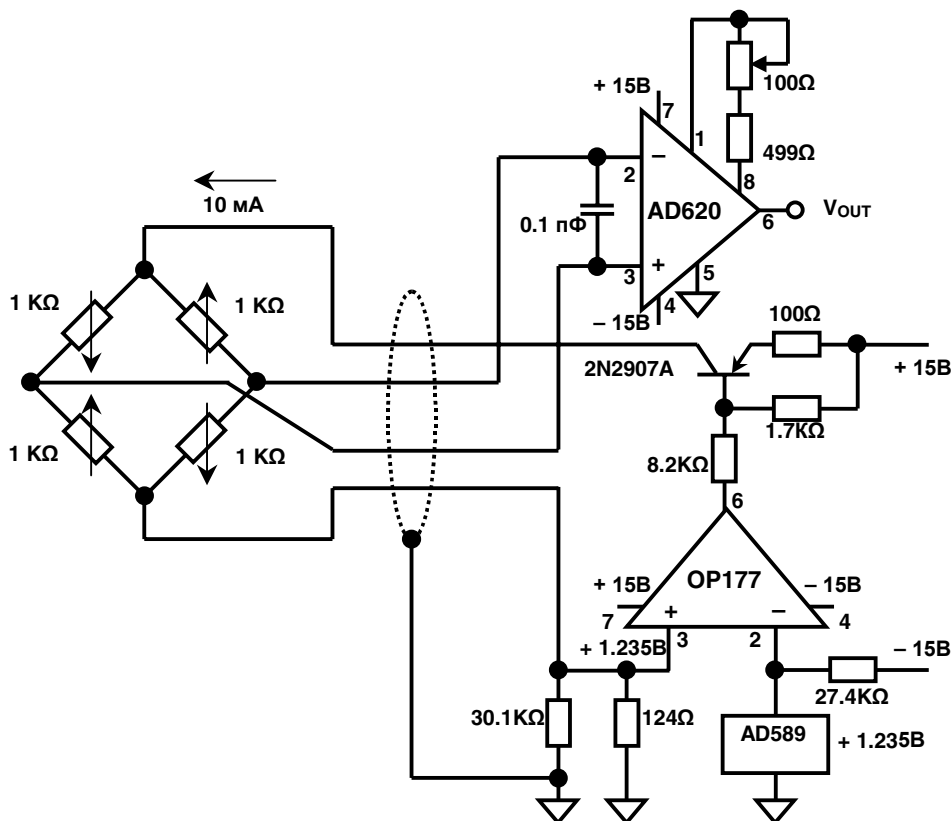 100Ω
+ 15В
7
1
499Ω
−
2
8
10 мА
0.1 пФ
AD620
6
VOUT
3
+
5
1 KΩ
1 KΩ
− 15В
4
100Ω
2N2907A
+ 15В
1 KΩ
1 KΩ
1.7KΩ
8.2KΩ
6
OP177
+ 15В
− 15В
7
+
−
4
3
2
+ 1.235В
− 15В
27.4KΩ
30.1KΩ
124Ω
AD589
+ 1.235В